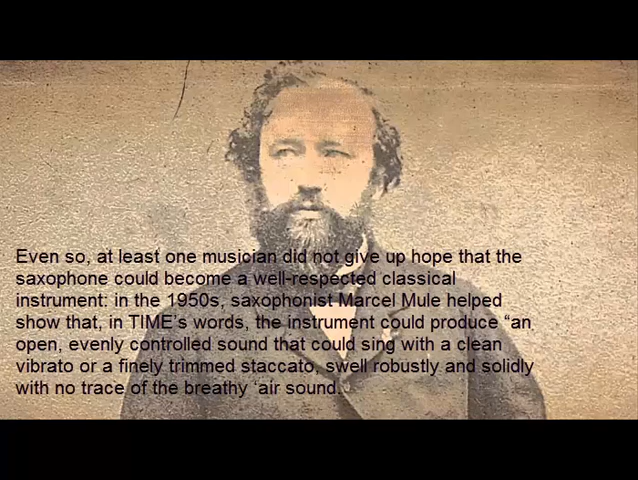 Even so, at least one musician did not give up hope that the
saxophone could become a well-respected classical
instrument: in the 1950s, saxophonist Marcel Mule helped
show that, in TIME’s words, the instrument could produce “an
open, evenly controlled sound that could sing with a clean
vibrato or a finely trimmed staccato, swell robustly and solidly
with no trace of the breathy ‘air sound.